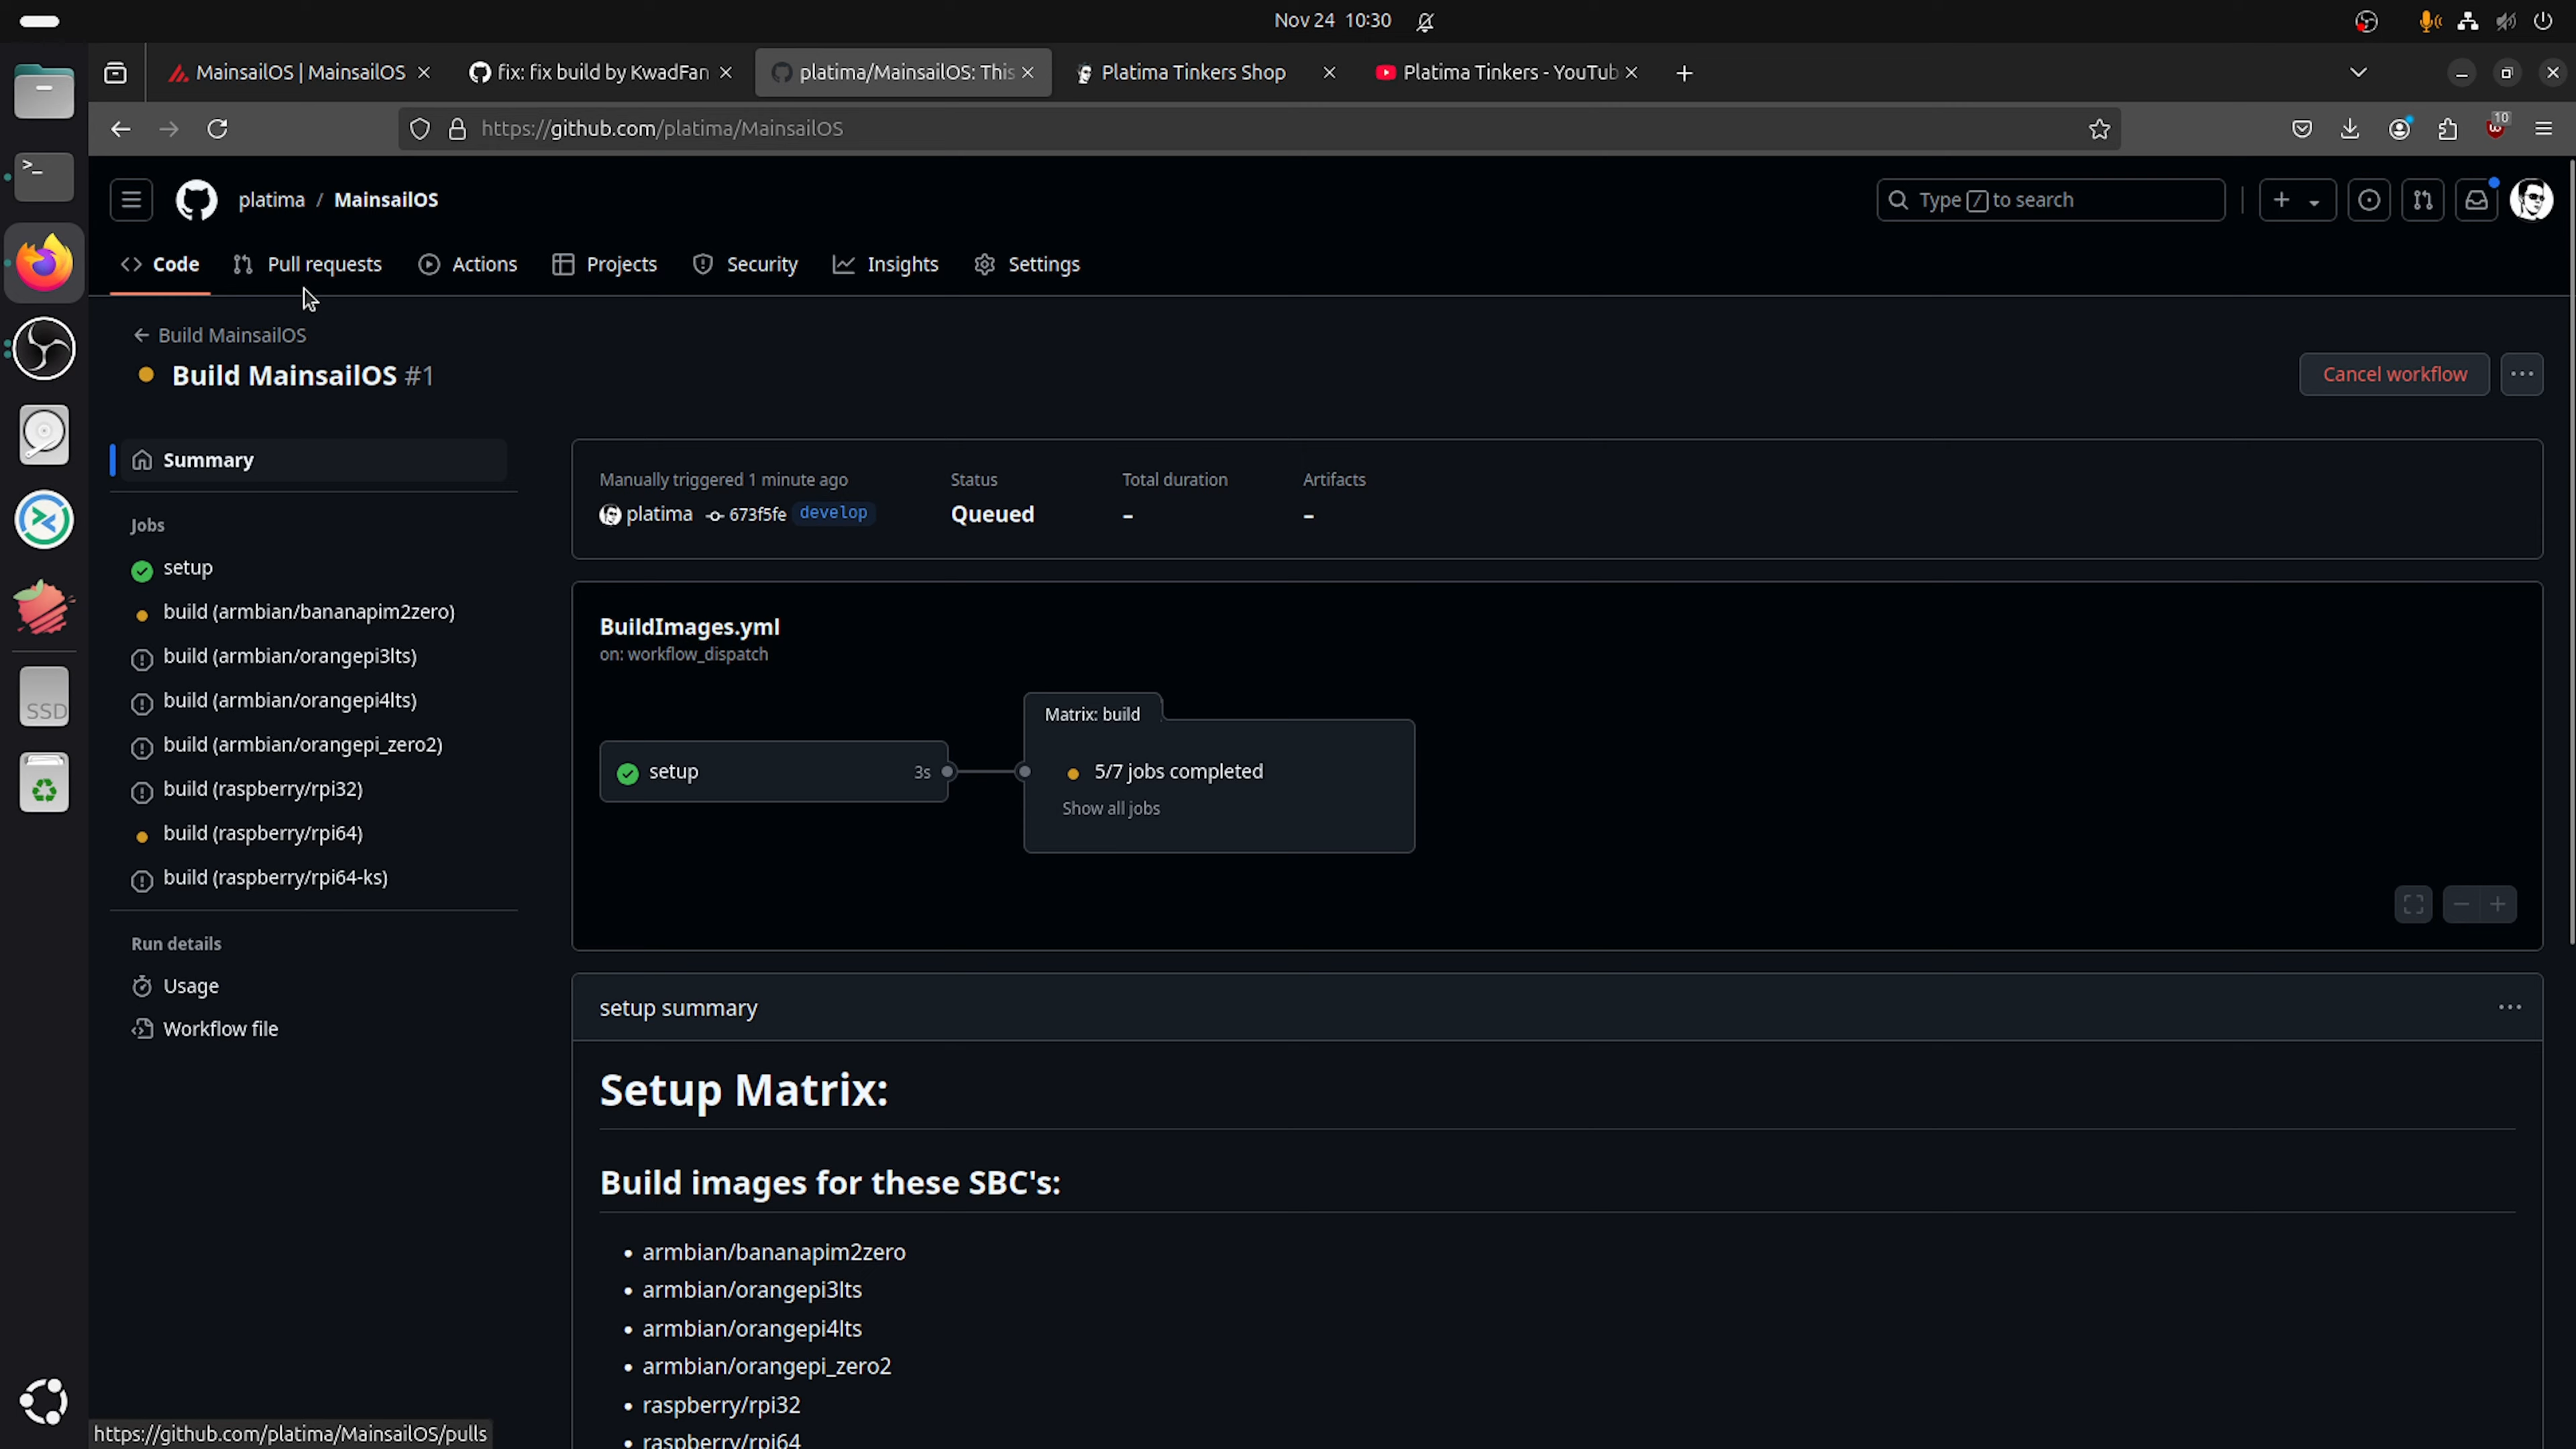 Nov 24 10:30
MainsailOS | MainsailOS
fix: fix build by KwadFan
platima/MainsailOS: This
Platima Tinkers Shop
Platima Tinkers - YouTub
https://github.com/platima/MainsailOS
10
platima / MainsailOS
Type / to search
Code
Pull requests
Actions
Projects
Security
Insights
Settings
Build MainsailOS
Build MainsailOS #1
Cancel workflow
Summary
Jobs
setup
build (armbian/bananapim2zero)
build (armbian/orangepi3lts)
build (armbian/orangepi4lts)
build (armbian/orangepi_zero2)
build (raspberry/rpi32)
build (raspberry/rpi64)
build (raspberry/rpi64-ks)
Run details
Usage
Workflow file
Manually triggered 1 minute ago
platima 673f5fe develop
Status
Queued
Total duration
–
Artifacts
–
BuildImages.yml
on: workflow_dispatch
setup 3s
Matrix: build
5/7 jobs completed
Show all jobs
setup summary
Setup Matrix:
Build images for these SBC's:
• armbian/bananapim2zero
• armbian/orangepi3lts
• armbian/orangepi4lts
• armbian/orangepi_zero2
• raspberry/rpi32
• raspberry/rpi64
SSD
https://github.com/platima/MainsailOS/pulls